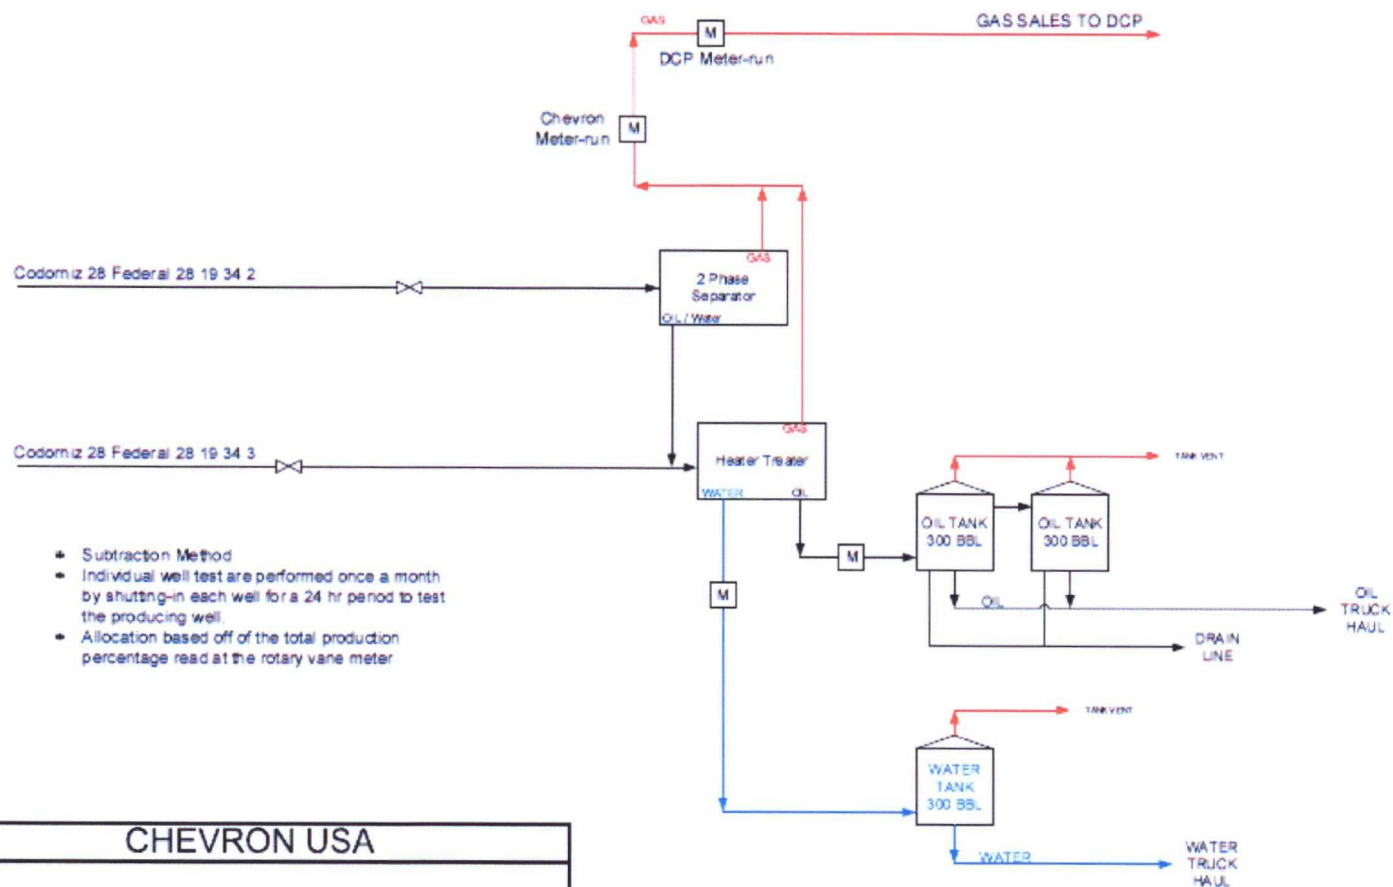 GAS
M
GAS SALES TO DCP
DCP Meter-run
Chevron
Meter-run
M
GAS
Codorniz 28 Federal 28 19 34 2
2 Phase
Separator
OIL / Water
Codorniz 28 Federal 28 19 34 3
GAS
Heater Treater
WATER
OIL
TANK VENT
OIL TANK
300 BBL
OIL TANK
300 BBL
M
M
OIL
OIL
TRUCK
HAUL
DRAIN
LINE
• Subtraction Method
• Individual well test are performed once a month
by shutting-in each well for a 24 hr period to test
the producing well.
• Allocation based off of the total production
percentage read at the rotary vane meter
TANK VENT
WATER
TANK
300 BBL
WATER
WATER
TRUCK
HAUL
CHEVRON USA